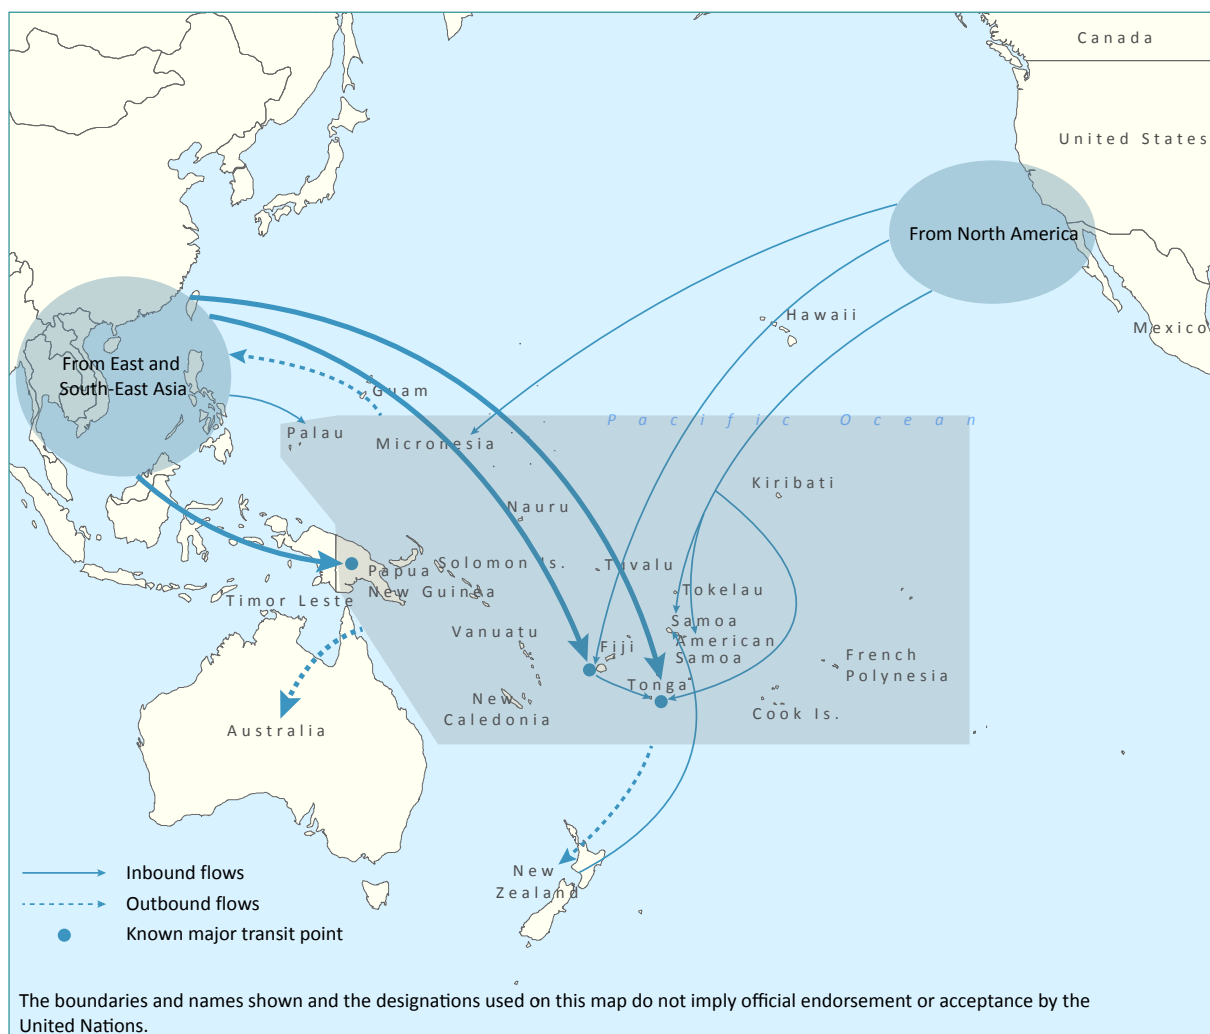 Canada
United States
From North America
Hawaii
Mexico
From East and
South-East Asia
Guam
Pacific Ocean
Palau
Micronesia
Kiribati
Nauru
Solomon Is.
Tuvalu
Papua
New Guinea
Timor Leste
Tokelau
Samoa
American
Samoa
Vanuatu
Fiji
French
Polynesia
Tonga
New
Caledonia
Cook Is.
Australia
New
Zealand
Inbound flows
Outbound flows
Known major transit point
The boundaries and names shown and the designations used on this map do not imply official endorsement or acceptance by the
United Nations.